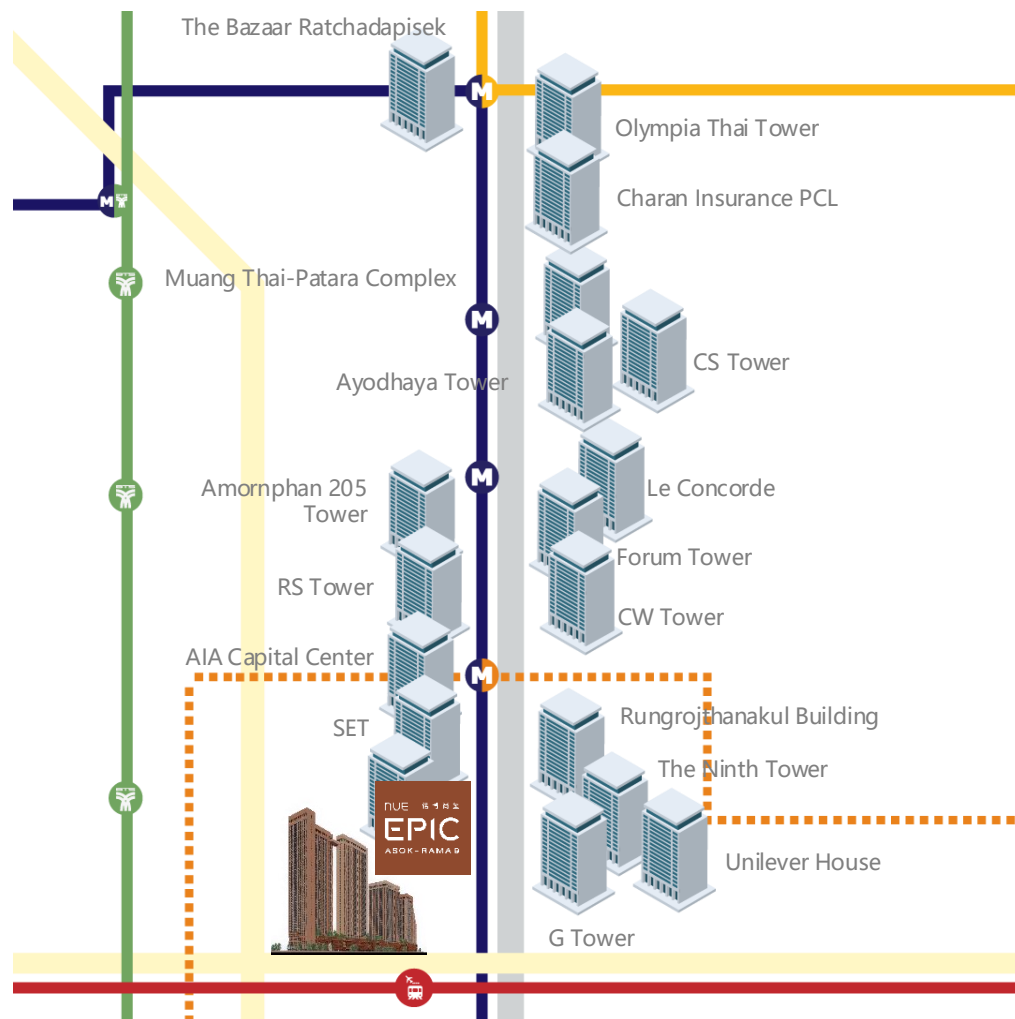 The Bazaar Ratchadapisek
M
Olympia Thai Tower
M
Charan Insurance PCL
Muang Thai-Patara Complex
M
CS Tower
Ayodhaya Tower
M
Amornphan 205
Tower
Le Concorde
Forum Tower
RS Tower
CW Tower
AIA Capital Center
M
SET
Rungrojthanakul Building
The Ninth Tower
nUE
EPIC
ASOK-RAMA 9
Unilever House
G Tower